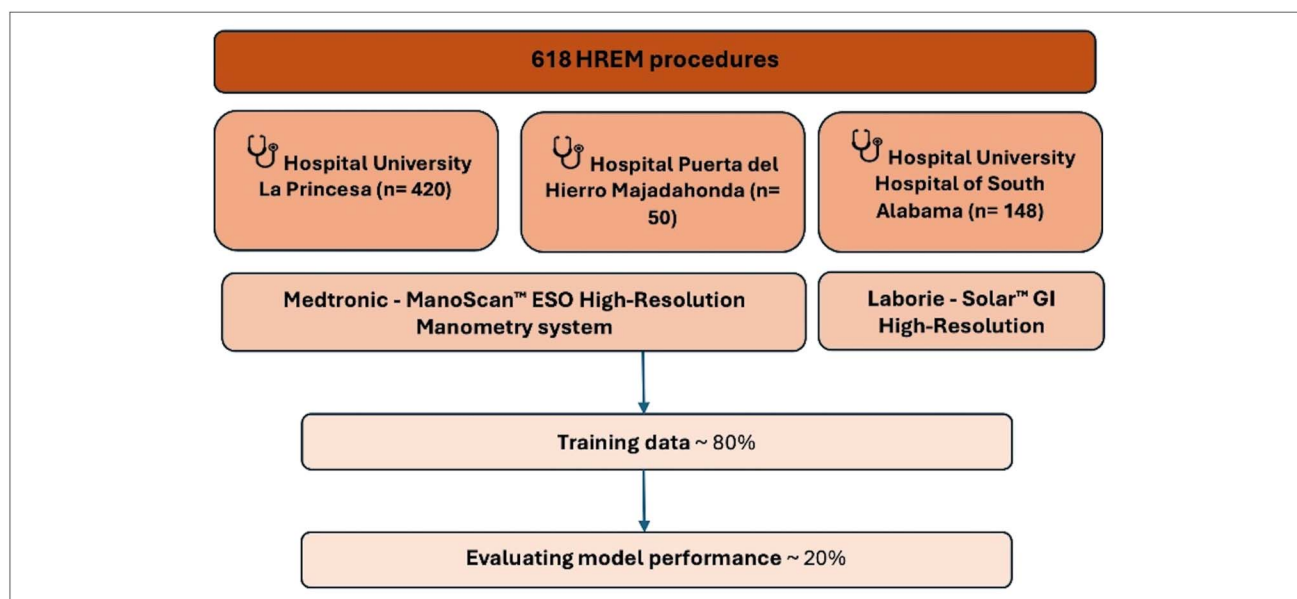 618 HREM procedures
Hospital University
La Princesa (n= 420)
Hospital Puerta del
Hierro Majadahonda (n=
50)
Hospital University
Hospital of South
Alabama (n= 148)
Medtronic - ManoScan™ ESO High-Resolution
Manometry system
Laborie - Solar™ GI
High-Resolution
Training data ~ 80%
Evaluating model performance ~ 20%